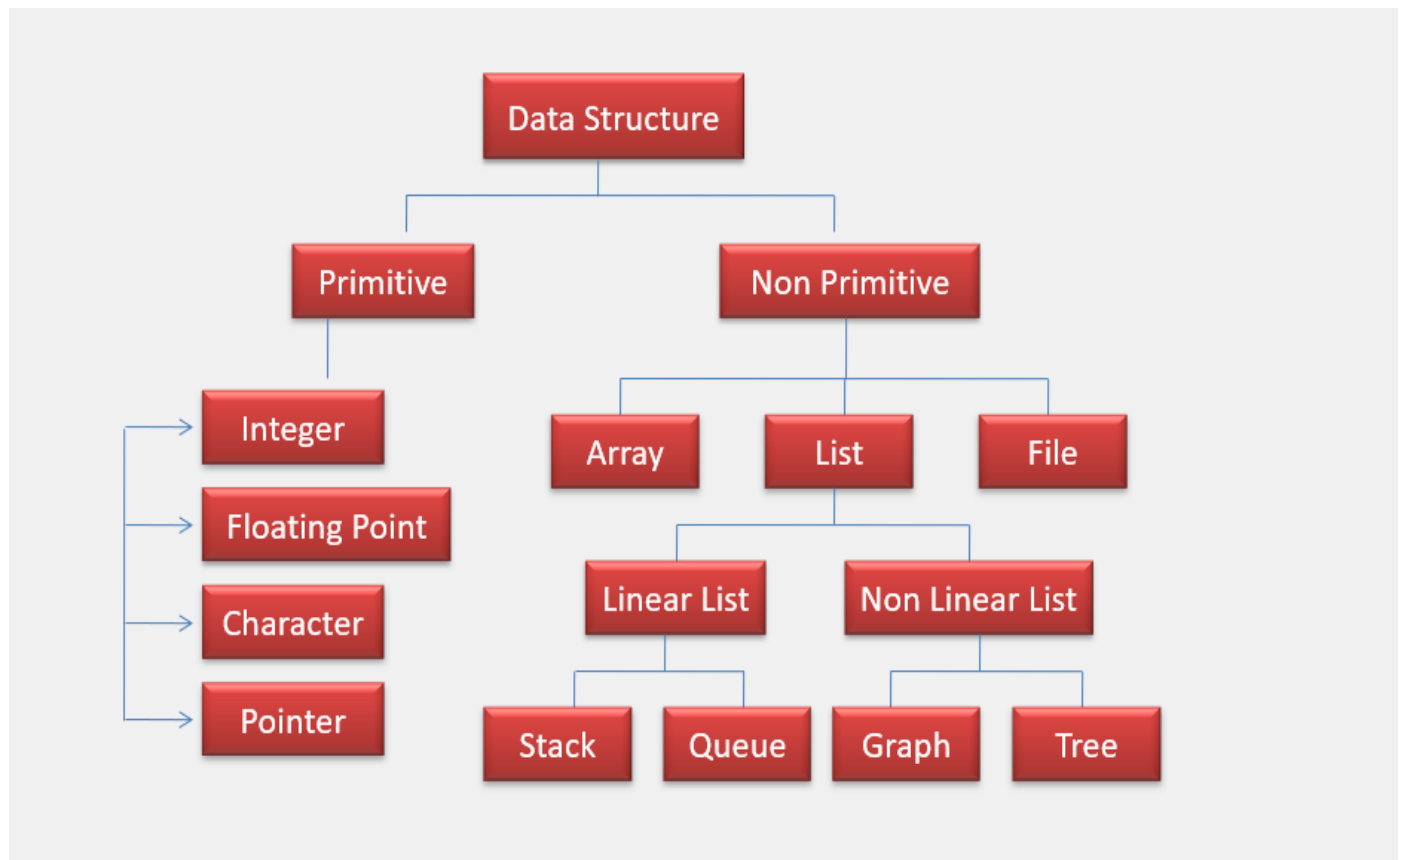 Data Structure
Primitive
Non Primitive
Integer
Floating Point
Character
Pointer
Array
List
File
Linear List
Non Linear List
Stack
Queue
Graph
Tree